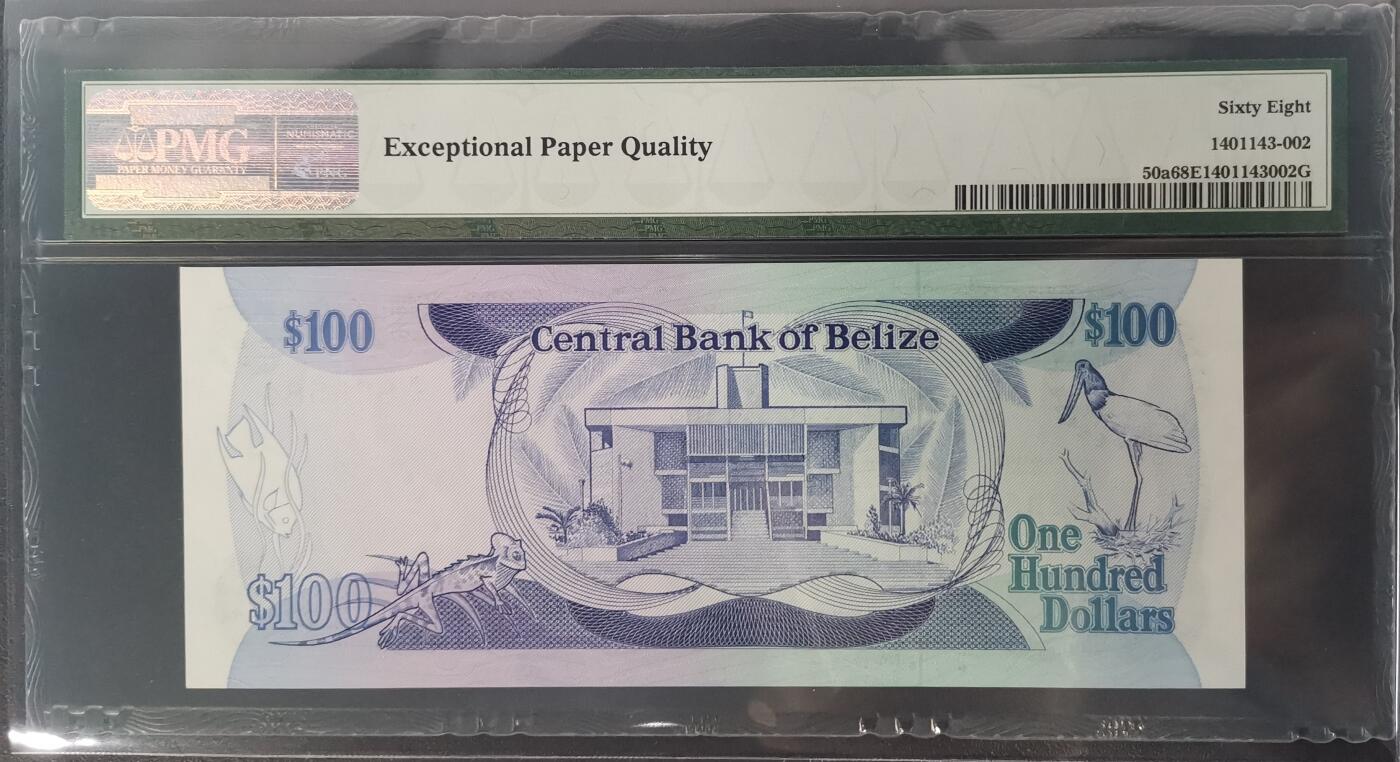 PMG
PAPER MONEY GUARANTY
NUMISMATIC
Exceptional Paper Quality
Sixty Eight
1401143-002
50a68E1401143002G
$100
Central Bank of Belize
$100
$100
One
Hundred
Dollars